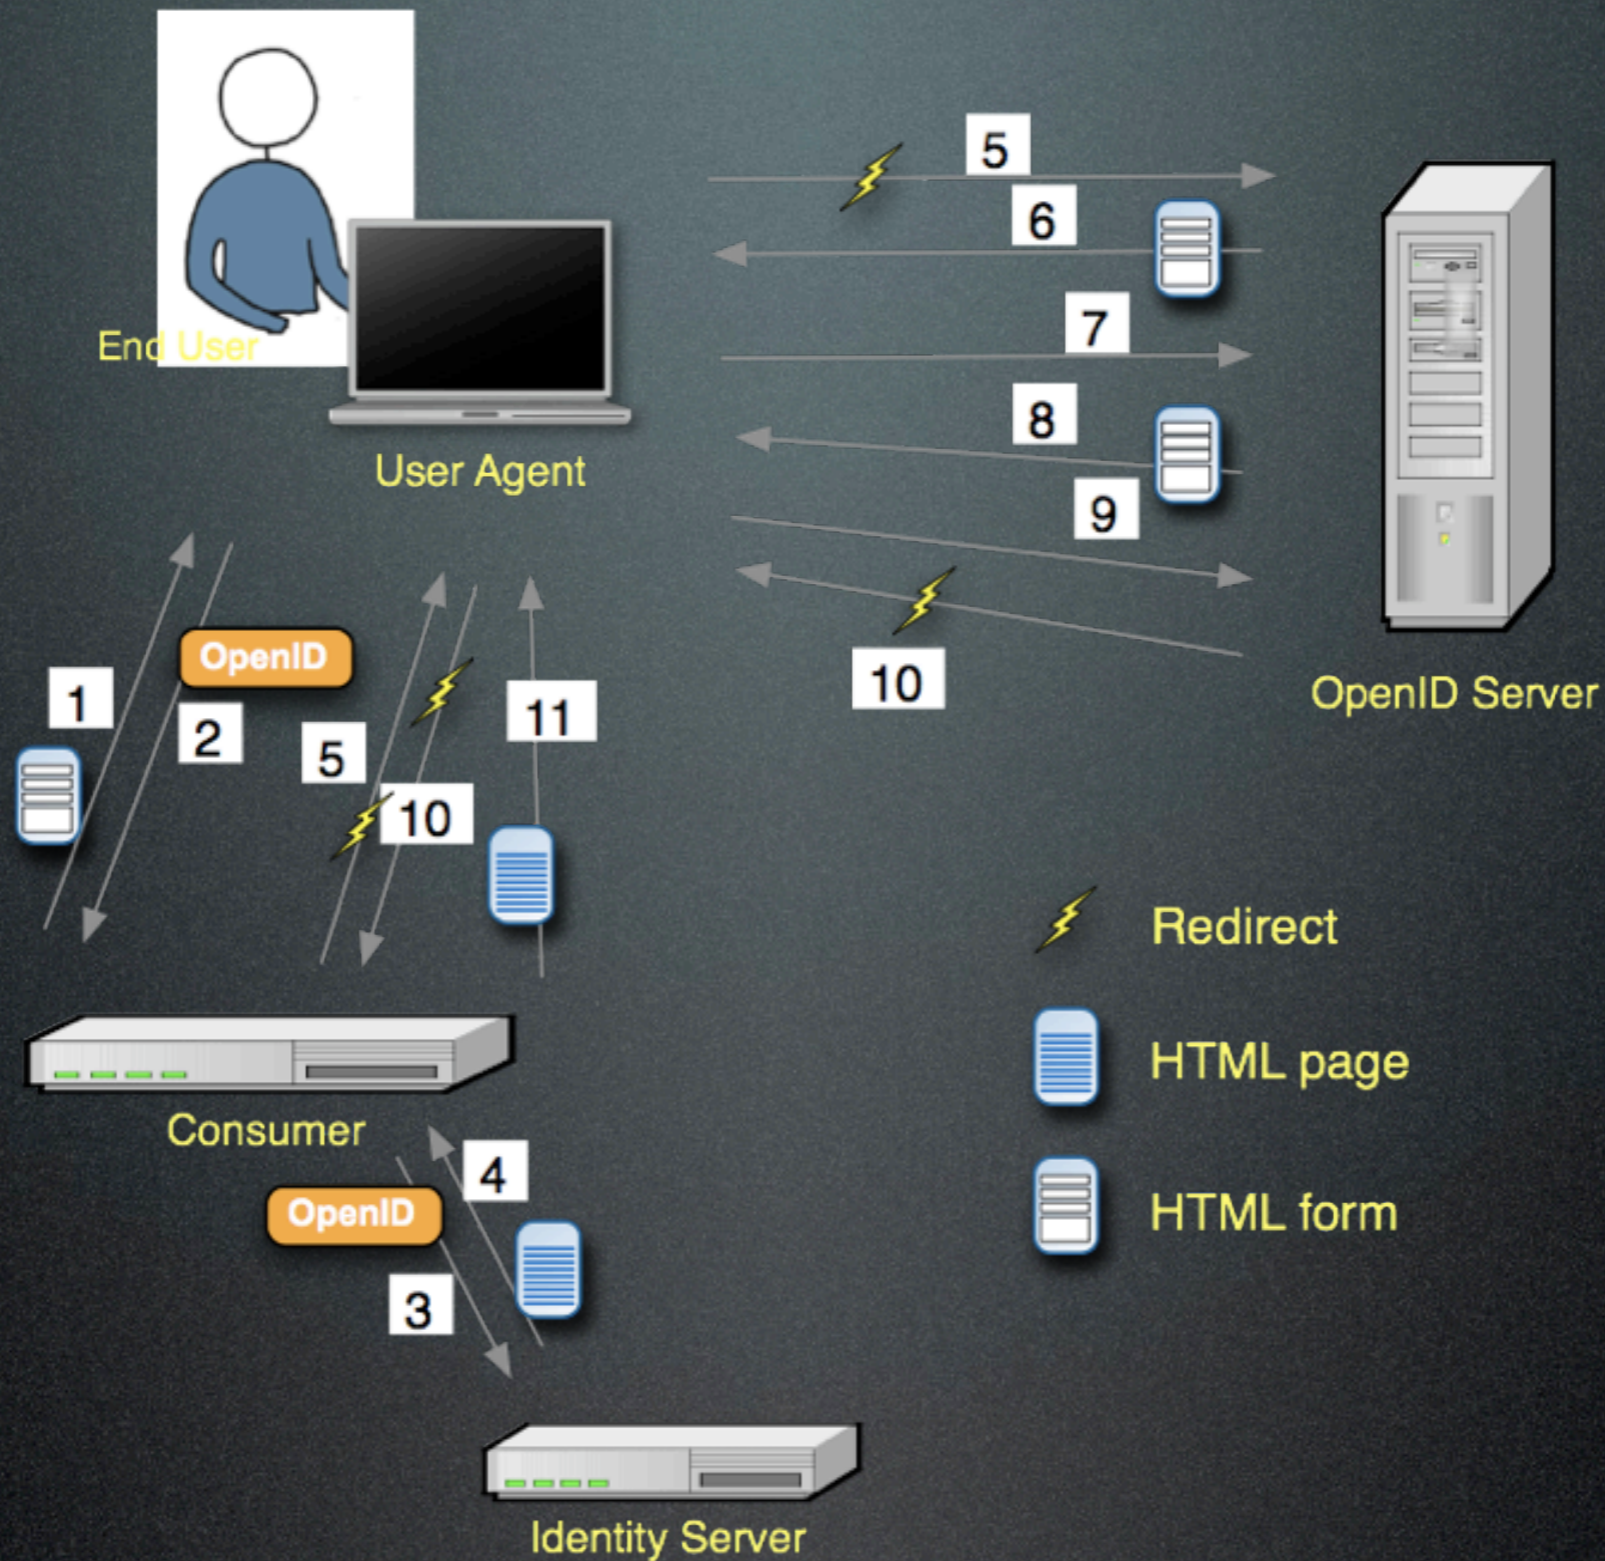 5
6
End User
7
8
User Agent
9
OpenID
10
OpenID Server
1
2
5
11
10
Redirect
HTML page
Consumer
4
OpenID
HTML form
3
Identity Server